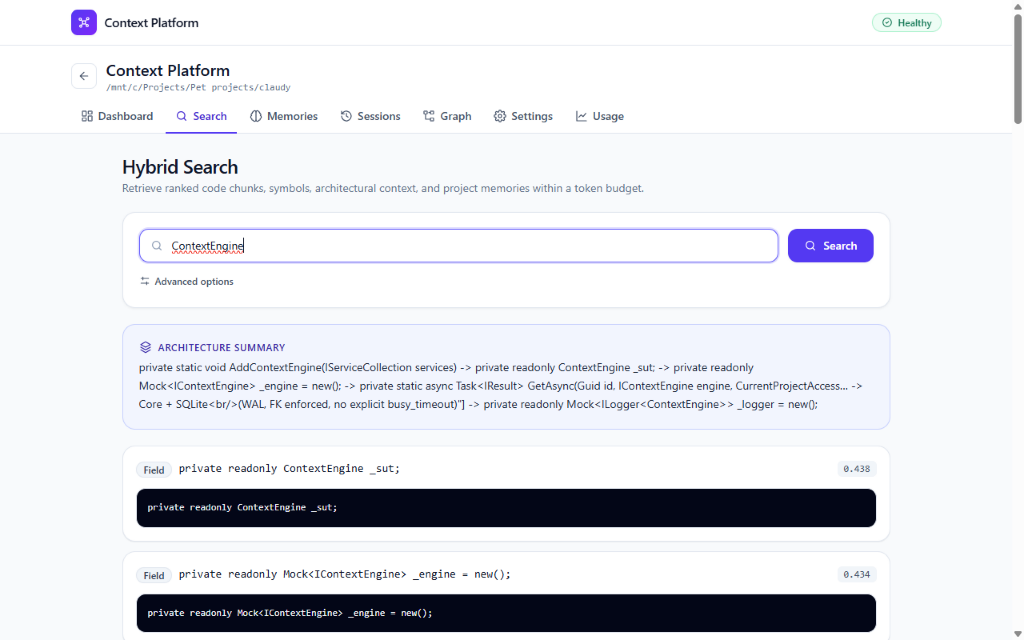 Context Platform
Healthy
Context Platform
/mnt/c/Projects/Pet projects/claudy
Dashboard Search Memories Sessions Graph Settings Usage
Hybrid Search
Retrieve ranked code chunks, symbols, architectural context, and project memories within a token budget.
ContextEngine
Search
Advanced options
ARCHITECTURE SUMMARY
private static void AddContextEngine(IServiceCollection services) -> private readonly ContextEngine _sut; -> private readonly
Mock<IContextEngine> _engine = new(); -> private static async Task<IResult> GetAsync(Guid id, IContextEngine engine, CurrentProjectAccess... ->
Core + SQLite<br/>(WAL, FK enforced, no explicit busy_timeout)"] -> private readonly Mock<ILogger<ContextEngine>> _logger = new();
Field private readonly ContextEngine _sut; 0.438
private readonly ContextEngine _sut;
Field private readonly Mock<IContextEngine> _engine = new(); 0.434
private readonly Mock<IContextEngine> _engine = new();